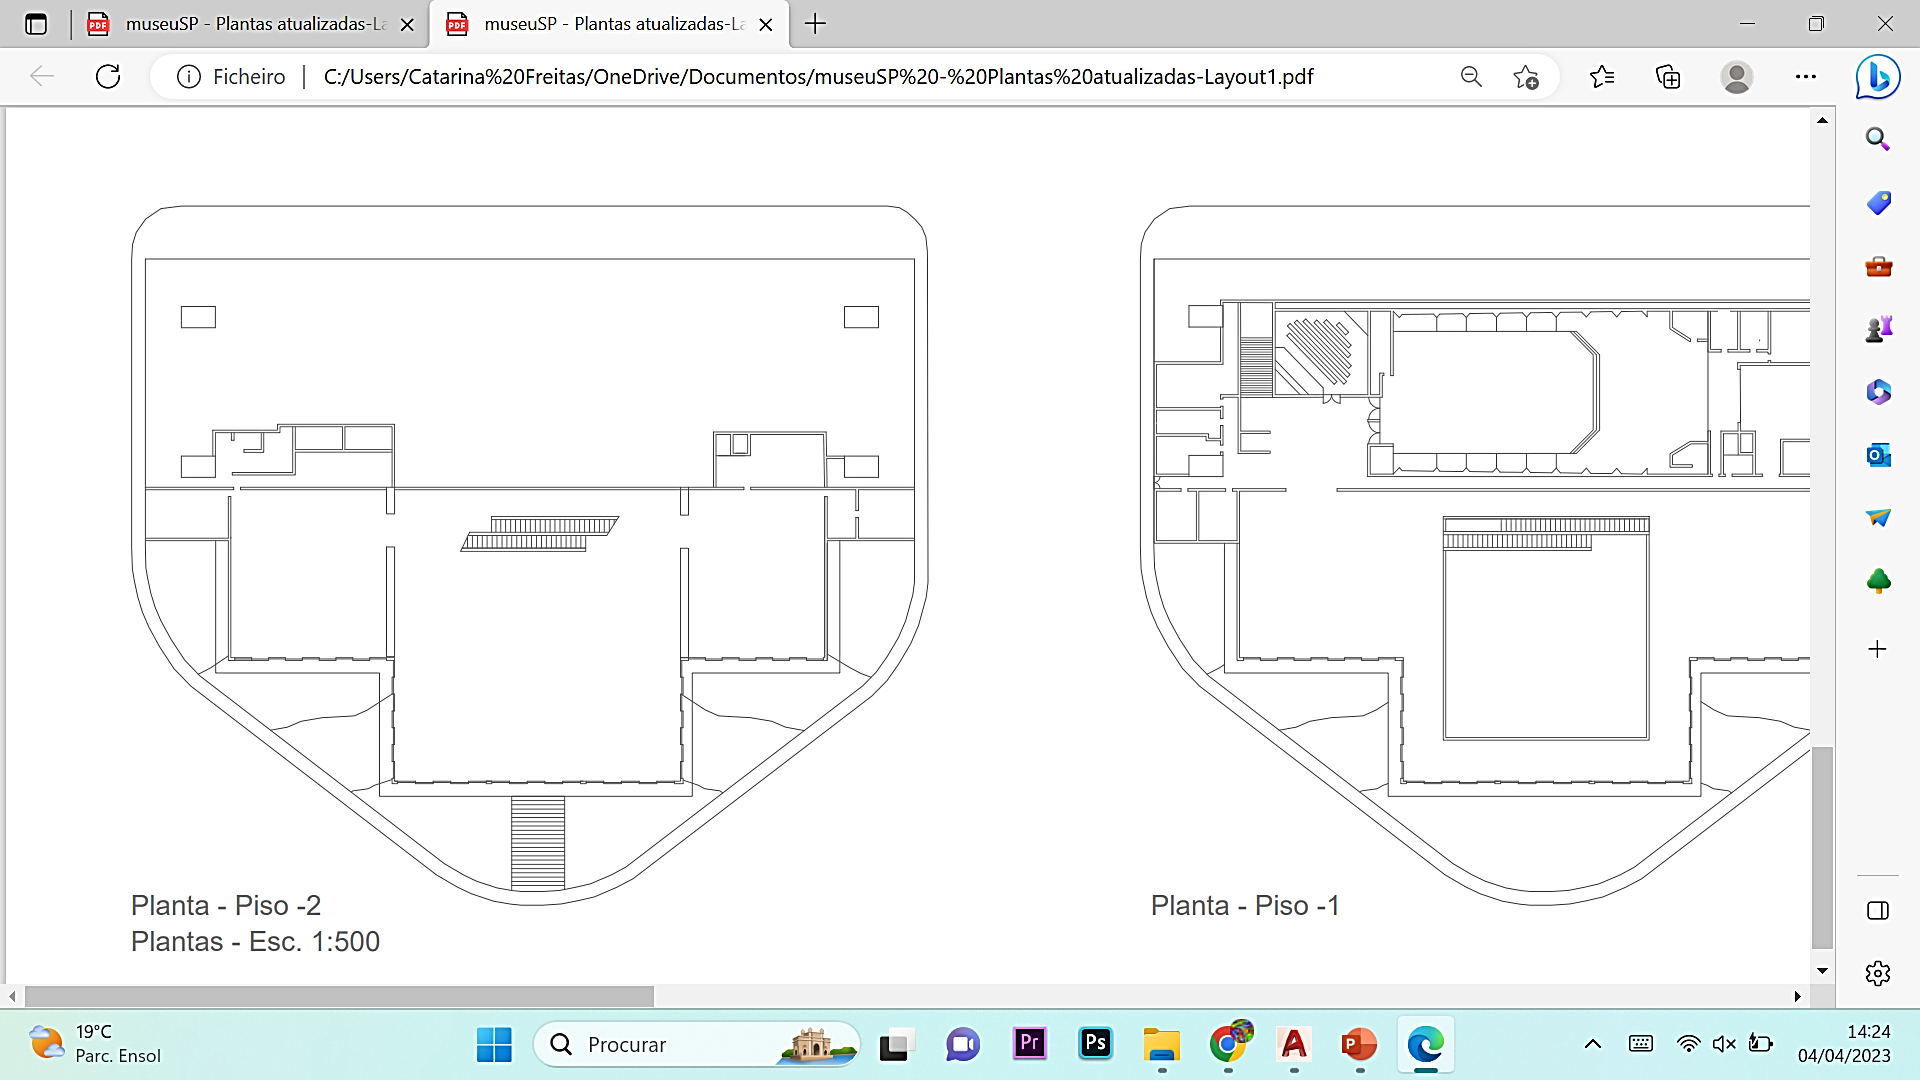 museuSP - Plantas atualizadas-La
museuSP - Plantas atualizadas-La
Ficheiro
C:/Users/Catarina%20Freitas/OneDrive/Documentos/museuSP%20-%20Plantas%20atualizadas-Layout1.pdf
Planta - Piso -2
Plantas - Esc. 1:500
Planta - Piso -1
19°C
Parc. Ensol
Procurar
Pr
Ps
14:24
04/04/2023